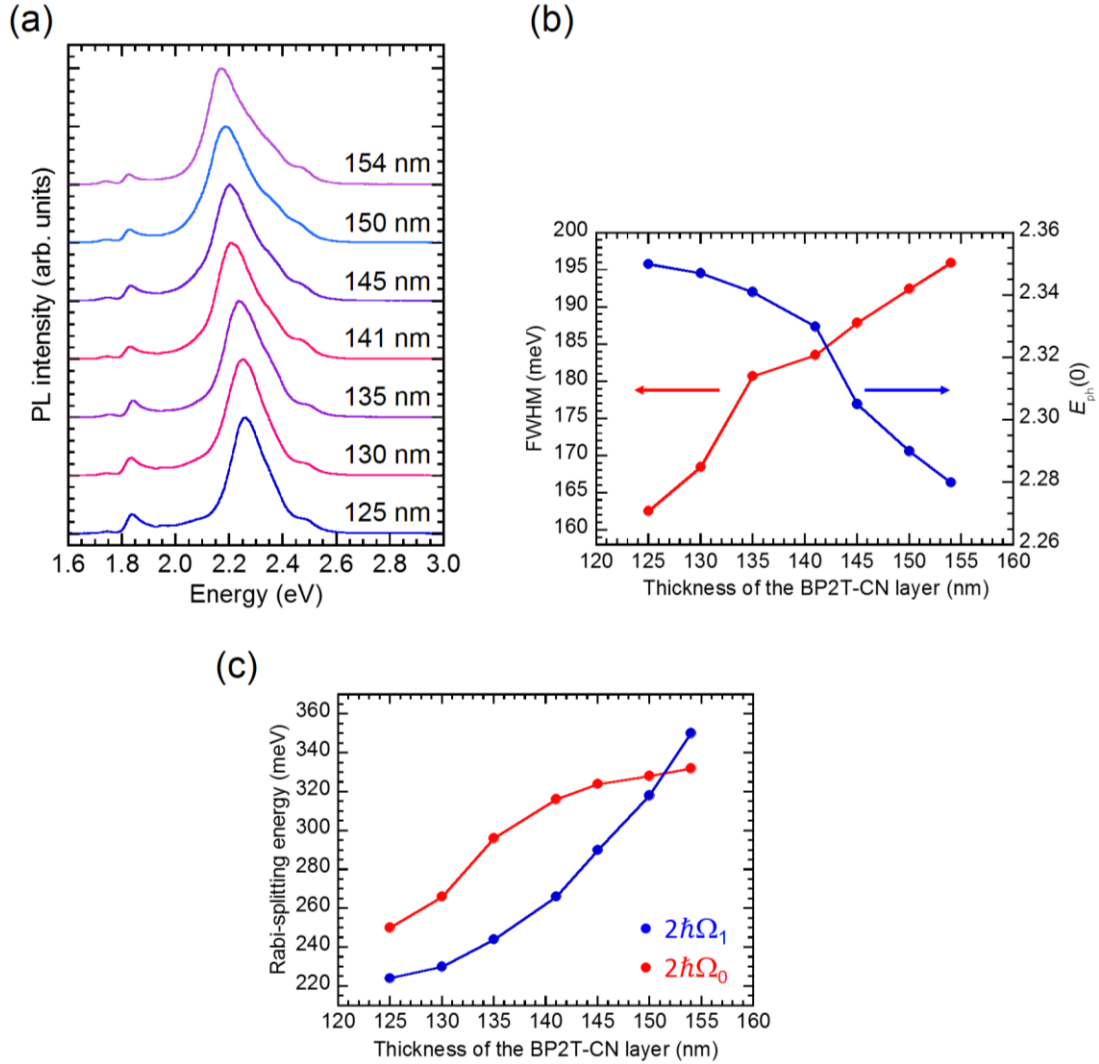 (a)
PL intensity (arb. units)
154 nm
150 nm
145 nm
141 nm
135 nm
130 nm
125 nm
1.6 1.8 2.0 2.2 2.4 2.6 2.8 3.0
Energy (eV)
(b)
FWHM (meV)
200
195
190
185
180
175
170
165
160
2.36
2.34
2.32
2.30
2.28
2.26
E_ph(0)
120 125 130 135 140 145 150 155 160
Thickness of the BP2T-CN layer (nm)
(c)
Rabi-splitting energy (meV)
360
340
320
300
280
260
240
220
2ℏΩ₁
2ℏΩ₀
120 125 130 135 140 145 150 155 160
Thickness of the BP2T-CN layer (nm)